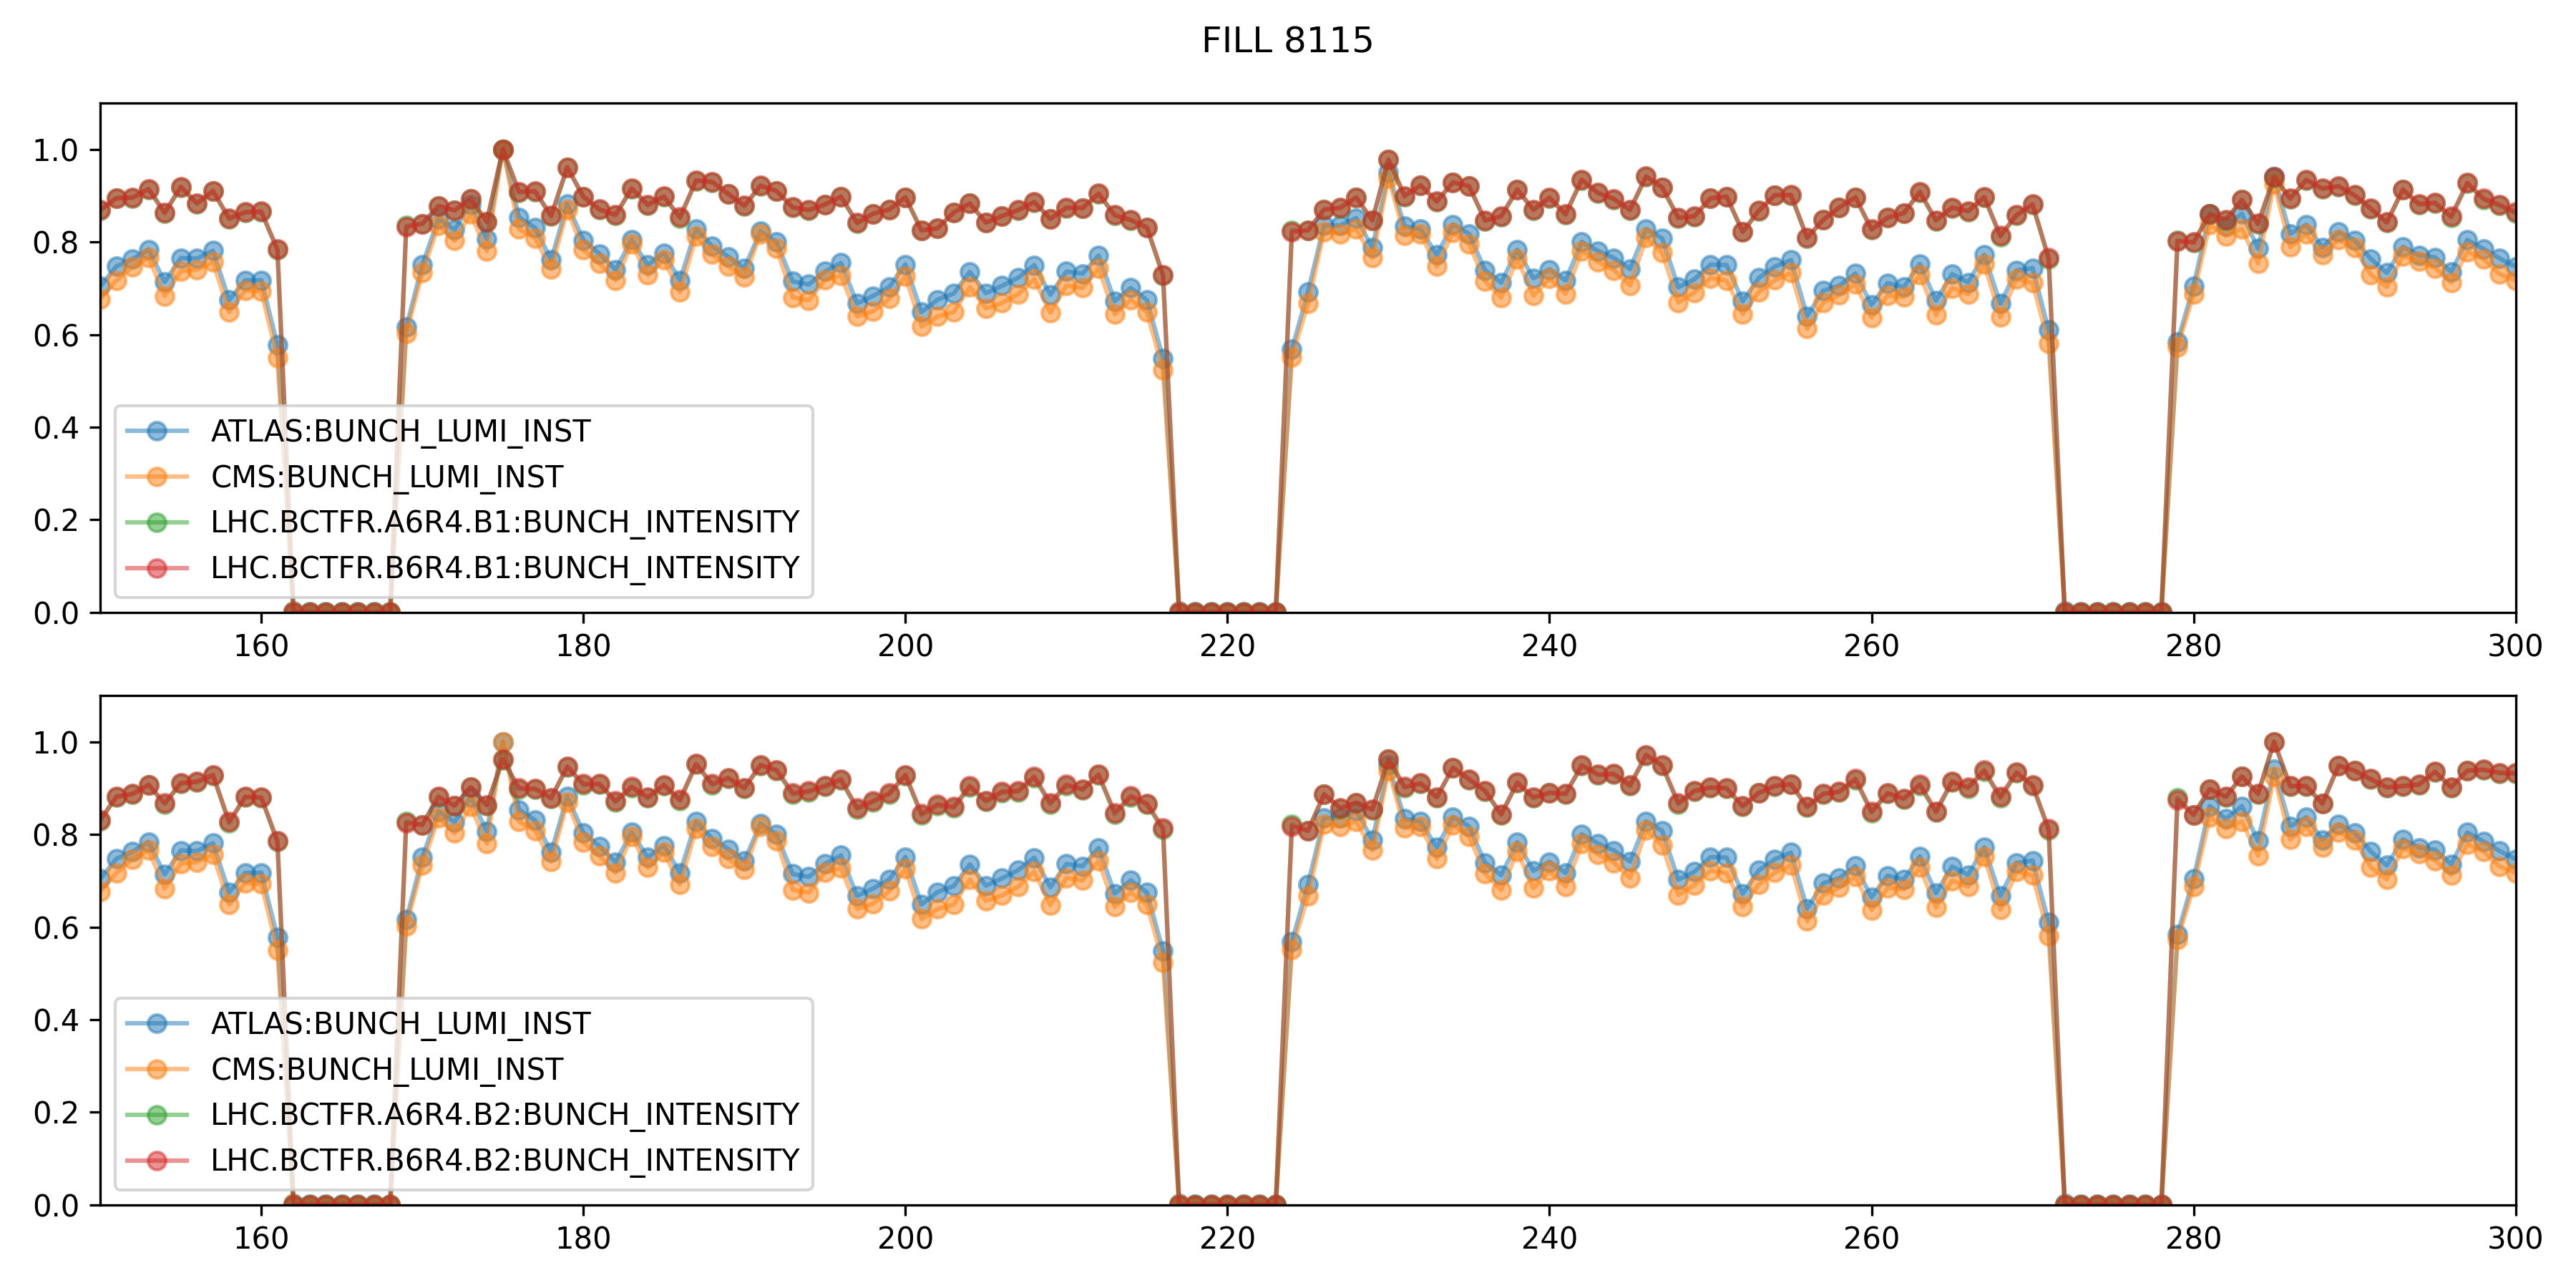 FILL 8115
1.0
0.8
0.6
0.4
0.2
0.0
ATLAS:BUNCH_LUMI_INST
CMS:BUNCH_LUMI_INST
LHC.BCTFR.A6R4.B1:BUNCH_INTENSITY
LHC.BCTFR.B6R4.B1:BUNCH_INTENSITY
160 180 200 220 240 260 280 300
1.0
0.8
0.6
0.4
0.2
0.0
ATLAS:BUNCH_LUMI_INST
CMS:BUNCH_LUMI_INST
LHC.BCTFR.A6R4.B2:BUNCH_INTENSITY
LHC.BCTFR.B6R4.B2:BUNCH_INTENSITY
160 180 200 220 240 260 280 300